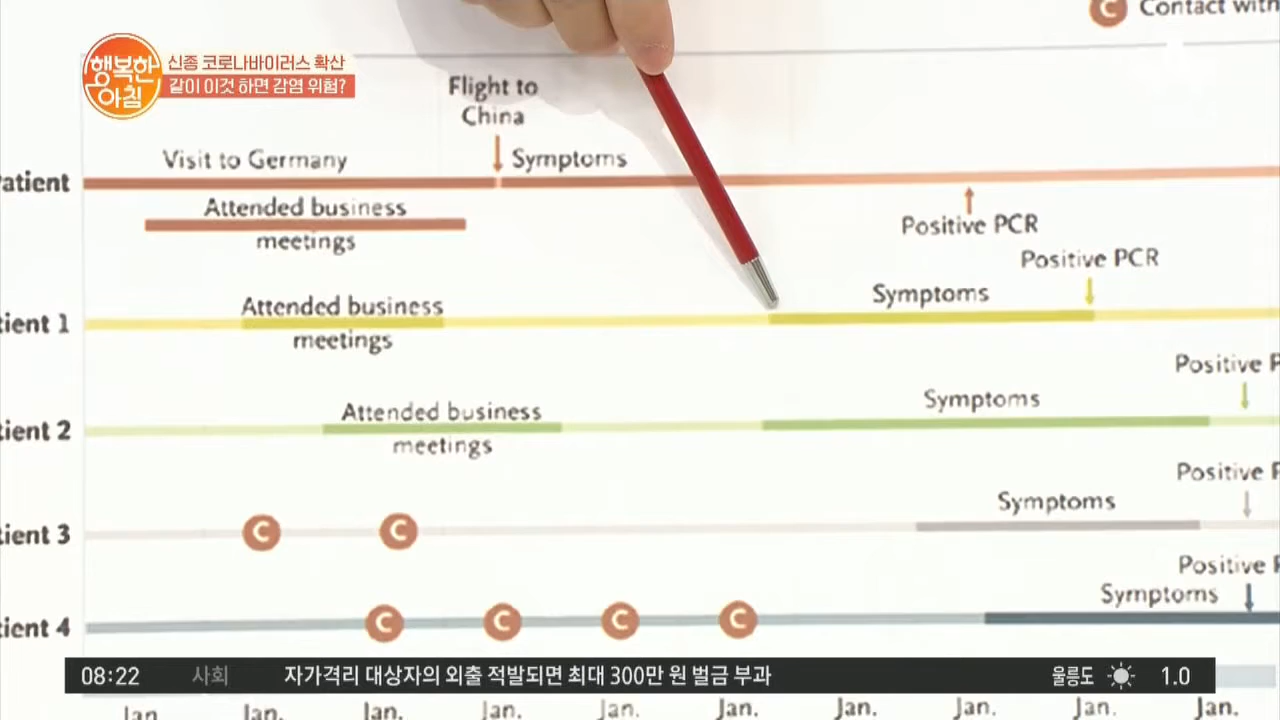 Contact with
행복한
아침
신종 코로나바이러스 확산
같이 이것 하면 감염 위험?
Flight to
China
Visit to Germany
Symptoms
Patient
Attended business
meetings
Positive PCR
Positive PCR
Attended business
meetings
Symptoms
tient 1
Positive P
Attended business
meetings
Symptoms
tient 2
Positive P
Symptoms
tient 3
C
C
Positive P
Symptoms
tient 4
C
C
C
C
08:22
사회
자가격리 대상자의 외출 적발되면 최대 300만 원 벌금 부과
울릉도
1.0
Jan.
Jan.
Jan.
Jan.
Jan.
Jan.
Jan.
Jan.
Jan.
Jan.